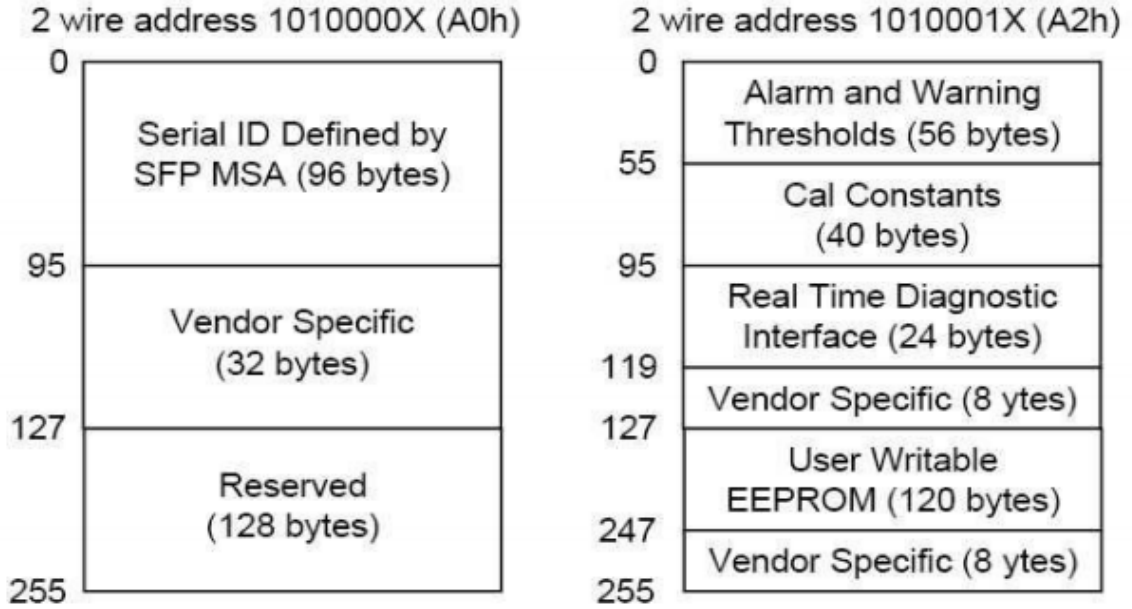 2 wire address 1010000X (A0h)
0
Serial ID Defined by
SFP MSA (96 bytes)
95
Vendor Specific
(32 bytes)
127
Reserved
(128 bytes)
255
2 wire address 1010001X (A2h)
0
Alarm and Warning
Thresholds (56 bytes)
55
Cal Constants
(40 bytes)
95
Real Time Diagnostic
Interface (24 bytes)
119
Vendor Specific (8 ytes)
127
User Writable
EEPROM (120 bytes)
247
Vendor Specific (8 ytes)
255